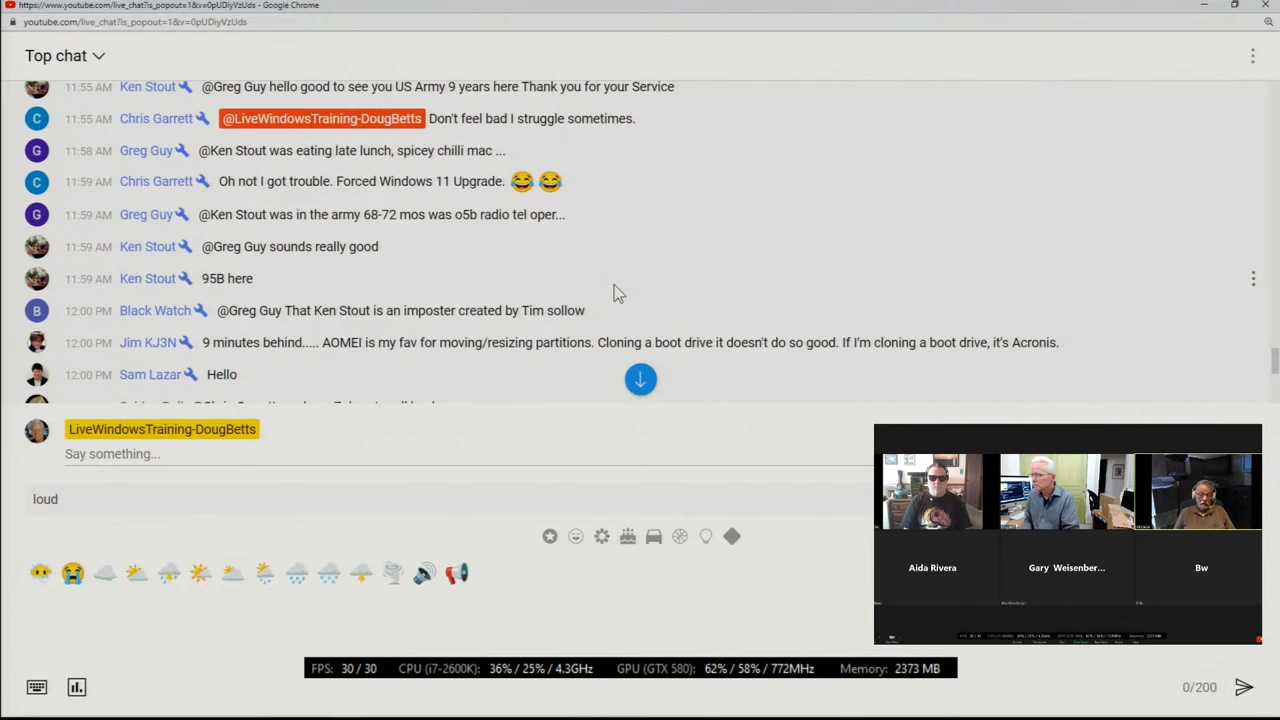 https://www.youtube.com/live_chat?is_popout=1&v=0pUDiyVzUds - Google Chrome
youtube.com/live_chat?is_popout=1&v=0pUDiyVzUds
Top chat
11:55 AM Ken Stout @Greg Guy hello good to see you US Army 9 years here Thank you for your Service
C 11:55 AM Chris Garrett @LiveWindowsTraining-DougBetts Don't feel bad I struggle sometimes.
G 11:58 AM Greg Guy @Ken Stout was eating late lunch, spicey chilli mac ...
C 11:59 AM Chris Garrett Oh not I got trouble. Forced Windows 11 Upgrade. 😂 😂
G 11:59 AM Greg Guy @Ken Stout was in the army 68-72 mos was o5b radio tel oper...
11:59 AM Ken Stout @Greg Guy sounds really good
11:59 AM Ken Stout 95B here
B 12:00 PM Black Watch @Greg Guy That Ken Stout is an imposter created by Tim sollow
12:00 PM Jim KJ3N 9 minutes behind..... AOMEI is my fav for moving/resizing partitions. Cloning a boot drive it doesn't do so good. If I'm cloning a boot drive, it's Acronis.
12:00 PM Sam Lazar Hello
LiveWindowsTraining-DougBetts
Say something...
loud
Aida Rivera
Gary Weisenber...
Bw
FPS: 30 / 30 CPU (i7-2600K): 36% / 25% / 4.3GHz GPU (GTX 580): 62% / 58% / 772MHz Memory: 2373 MB
0/200